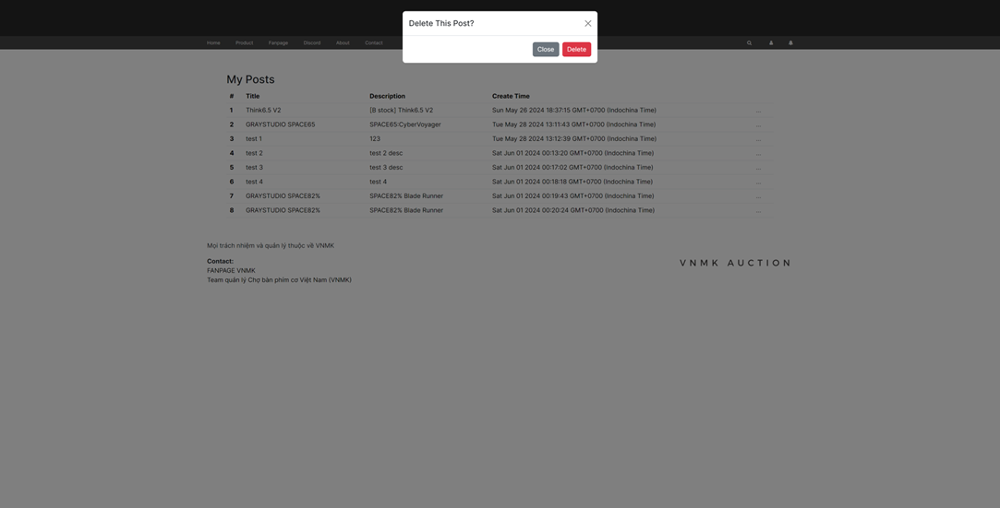 Delete This Post?
Close Delete
Home Product Fanpage Discord About Contact
My Posts
# Title Description Create Time
1 Think6.5 V2 [B stock] Think6.5 V2 Sun May 26 2024 18:37:15 GMT+0700 (Indochina Time) ...
2 GRAYSTUDIO SPACE65 SPACE65:CyberVoyager Tue May 28 2024 13:11:43 GMT+0700 (Indochina Time) ...
3 test 1 123 Tue May 28 2024 13:12:39 GMT+0700 (Indochina Time) ...
4 test 2 test 2 desc Sat Jun 01 2024 00:13:20 GMT+0700 (Indochina Time) ...
5 test 3 test 3 desc Sat Jun 01 2024 00:17:02 GMT+0700 (Indochina Time) ...
6 test 4 test 4 Sat Jun 01 2024 00:18:18 GMT+0700 (Indochina Time) ...
7 GRAYSTUDIO SPACE82% SPACE82% Blade Runner Sat Jun 01 2024 00:19:43 GMT+0700 (Indochina Time) ...
8 GRAYSTUDIO SPACE82% SPACE82% Blade Runner Sat Jun 01 2024 00:20:24 GMT+0700 (Indochina Time) ...
Mọi trách nhiệm và quản lý thuộc về VNMK
Contact:
FANPAGE VNMK
Team quản lý Chợ bàn phím cơ Việt Nam (VNMK)
VNMK AUCTION